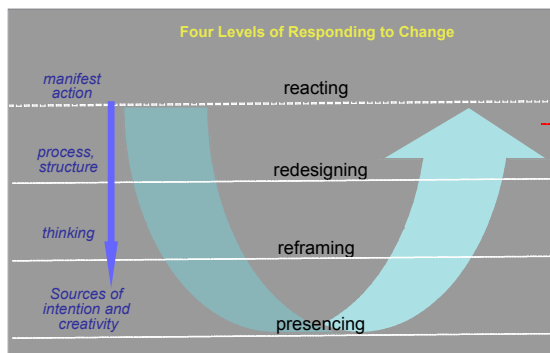 Four Levels of Responding to Change
manifest
action
reacting
process,
structure
redesigning
thinking
reframing
Sources of
intention and
creativity
presencing